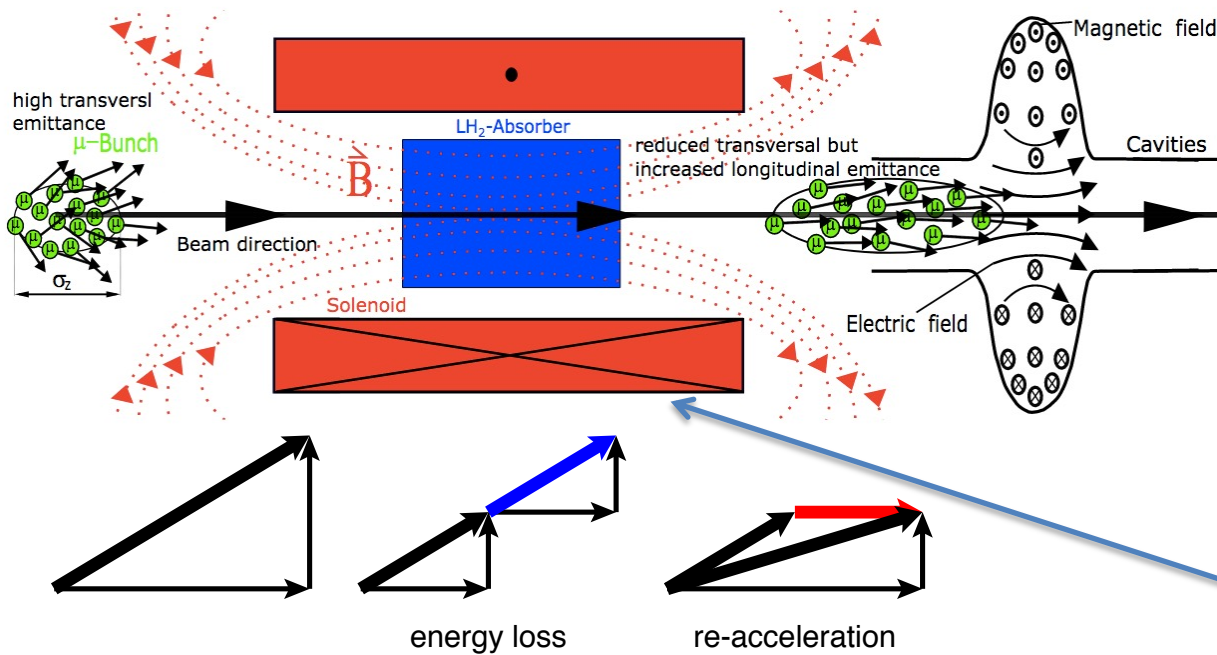 Magnetic field
high transversl
emittance
μ-Bunch
LH₂-Absorber
B
reduced transversal but
increased longitudinal emittance
Cavities
μ μ μ μ μ μ μ μ μ μ μ μ μ μ μ
μ μ μ μ μ μ μ μ μ μ μ μ μ
Beam direction
σz
Solenoid
Electric field
energy loss
re-acceleration